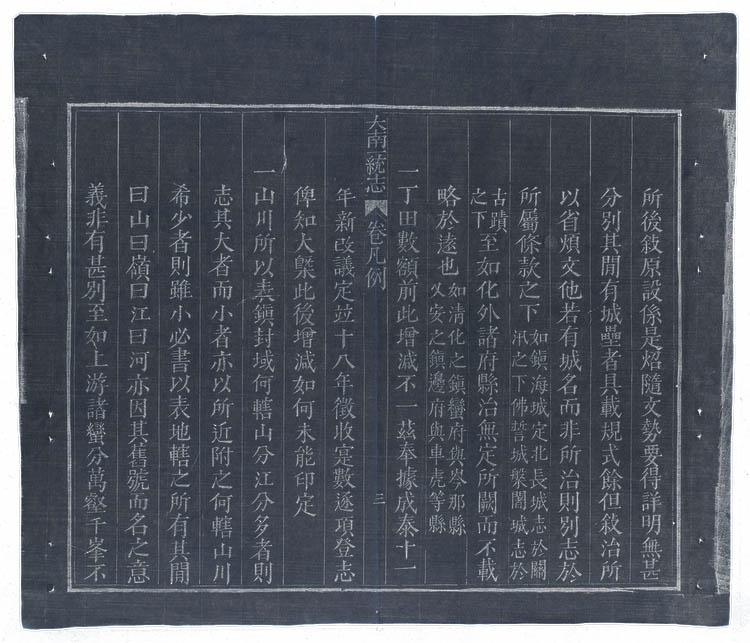 所後敘原設係是炤隨文勢要得詳明無甚
分別其閒有城壘者具載規式餘但敘治所
以省煩文他若有城名而非所治則別志於
所屬條款之下如鎭海城定北長城志於關
汛之下佛誓城槃闍城志於
古蹟
之下至如化外諸府縣治無定所闕而不載
略於遠也如清化之鎭蠻府與岑那縣
乂安之鎭邊府與車虎等縣
一丁田數額前此增減不一茲奉據成泰十一
大南一統志 卷凡例 三
年新改議定竝十八年徵收寔數逐項登志
俾知大槩此後增減如何未能印定
一山川所以表鎭封域何轄山分江分多者則
志其大者而小者亦以所近附之何轄山川
希少者則雖小必書以表地轄之所有其閒
曰山曰嶺曰江曰河亦因其舊號而名之意
義非有甚別至如上游諸蠻分萬壑千峯不